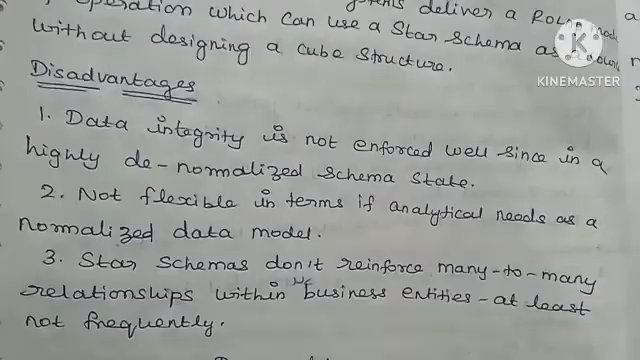 operation which can use a Star Schema as a
without designing a cube structure.
KINEMASTER
Disadvantages
1. Data integrity is not enforced well since in a
highly de-normalized schema state.
2. Not flexible in terms if analytical needs as a
normalized data model.
3. Star schemas don't reinforce many-to-many
relationships within business entities - at least
not frequently.